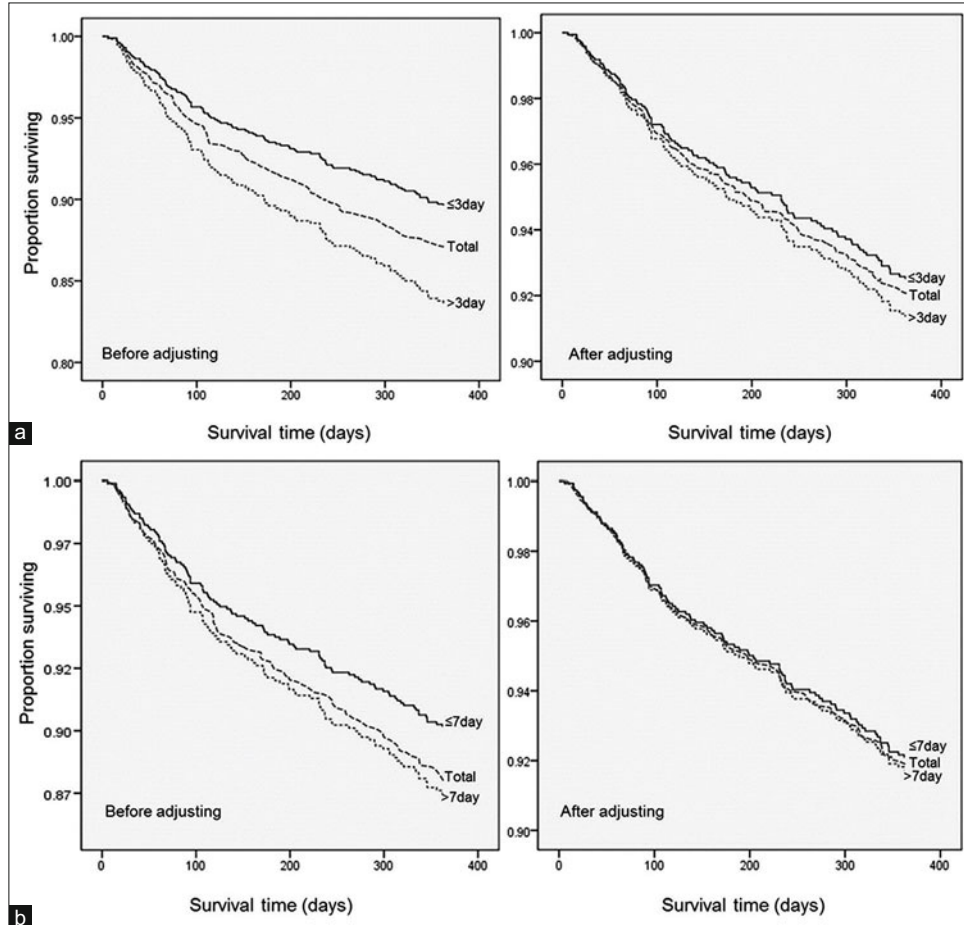 1.00
0.95
0.90
0.85
0.80
Proportion surviving
≤3day
Total
>3day
Before adjusting
0 100 200 300 400
Survival time (days)
1.00
0.98
0.96
0.94
0.92
0.90
≤3day
Total
>3day
After adjusting
0 100 200 300 400
Survival time (days)
a
1.00
0.97
0.95
0.92
0.90
0.87
Proportion surviving
≤7day
Total
>7day
Before adjusting
0 100 200 300 400
Survival time (days)
1.00
0.98
0.96
0.94
0.92
0.90
≤7day
Total
>7day
After adjusting
0 100 200 300 400
Survival time (days)
b